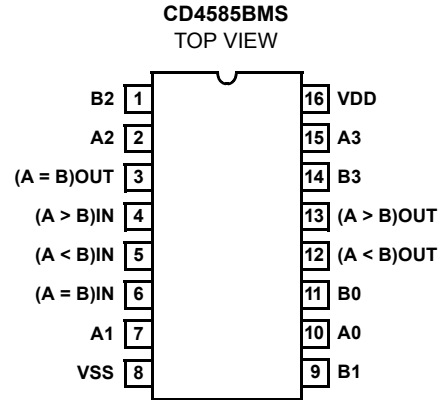 CD4585BMS
TOP VIEW
B2 1
A2 2
(A = B)OUT 3
(A > B)IN 4
(A < B)IN 5
(A = B)IN 6
A1 7
VSS 8
16 VDD
15 A3
14 B3
13 (A > B)OUT
12 (A < B)OUT
11 B0
10 A0
9 B1